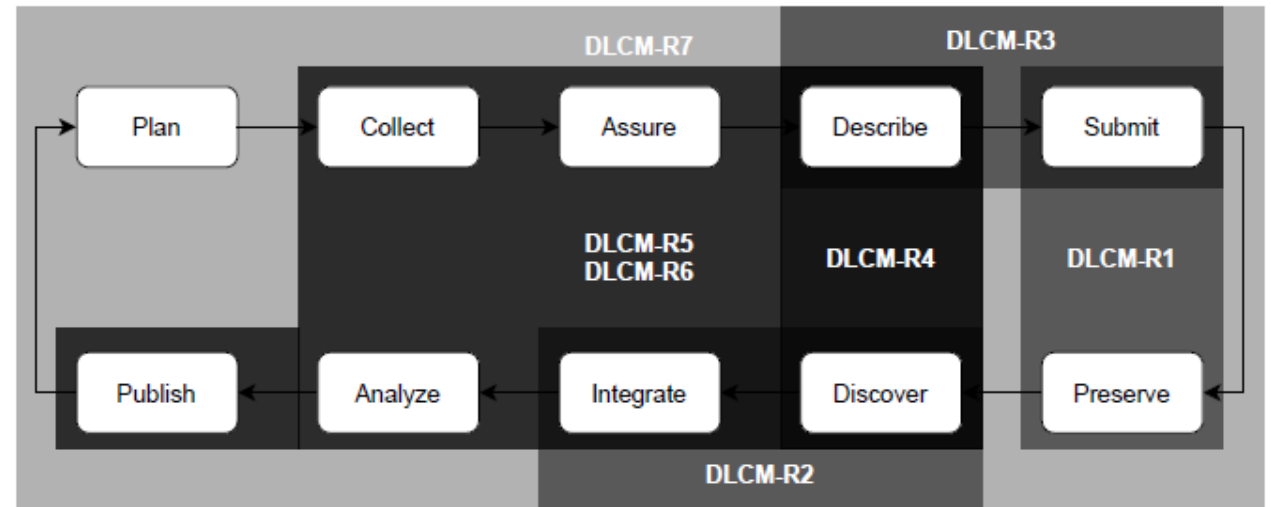 DLCM-R7
DLCM-R3
Plan
Collect
Assure
Describe
Submit
DLCM-R5
DLCM-R6
DLCM-R4
DLCM-R1
Publish
Analyze
Integrate
Discover
Preserve
DLCM-R2